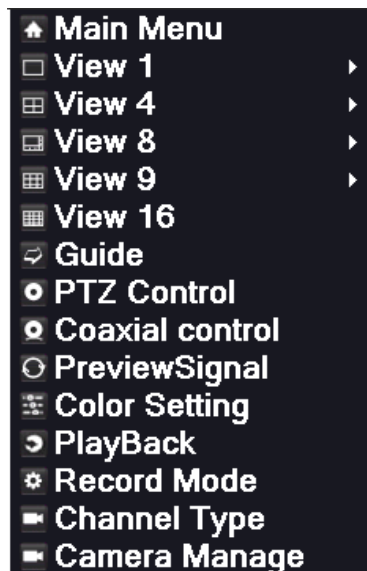 Main Menu
View 1
View 4
View 8
View 9
View 16
Guide
PTZ Control
Coaxial control
PreviewSignal
Color Setting
PlayBack
Record Mode
Channel Type
Camera Manage